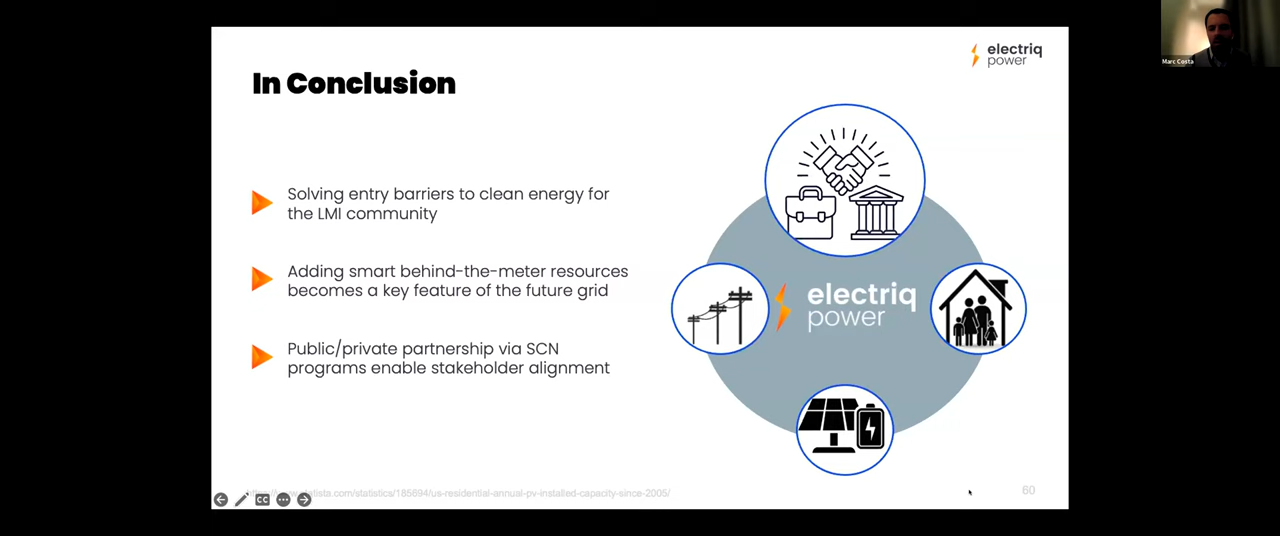 electriq
power
In Conclusion
Marc Costa
Solving entry barriers to clean energy for
the LMI community
Adding smart behind-the-meter resources
becomes a key feature of the future grid
Public/private partnership via SCN
programs enable stakeholder alignment
electriq
power
CC
statista.com/statistics/185694/us-residential-annual-pv-installed-capacity-since-2005/
60